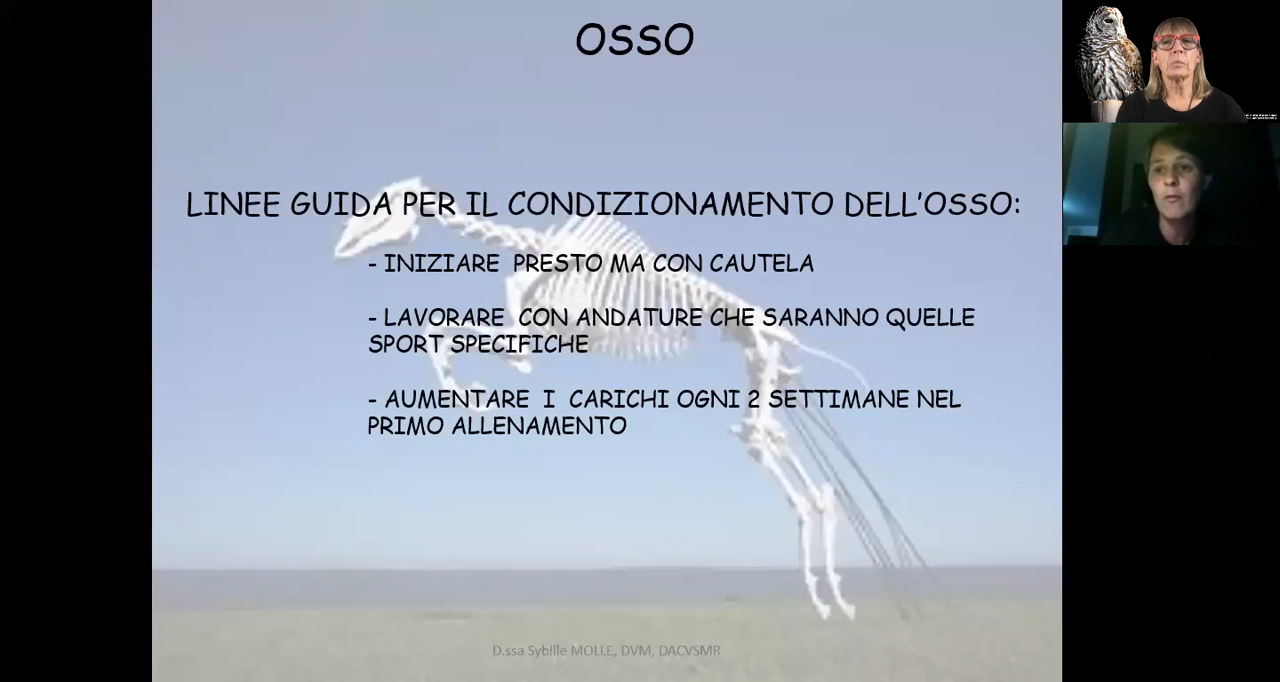 OSSO
LINEE GUIDA PER IL CONDIZIONAMENTO DELL'OSSO:
- INIZIARE PRESTO MA CON CAUTELA
- LAVORARE CON ANDATURE CHE SARANNO QUELLE
SPORT SPECIFICHE
- AUMENTARE I CARICHI OGNI 2 SETTIMANE NEL
PRIMO ALLENAMENTO
D.ssa Sybille MOLLE, DVM, DACVSMR